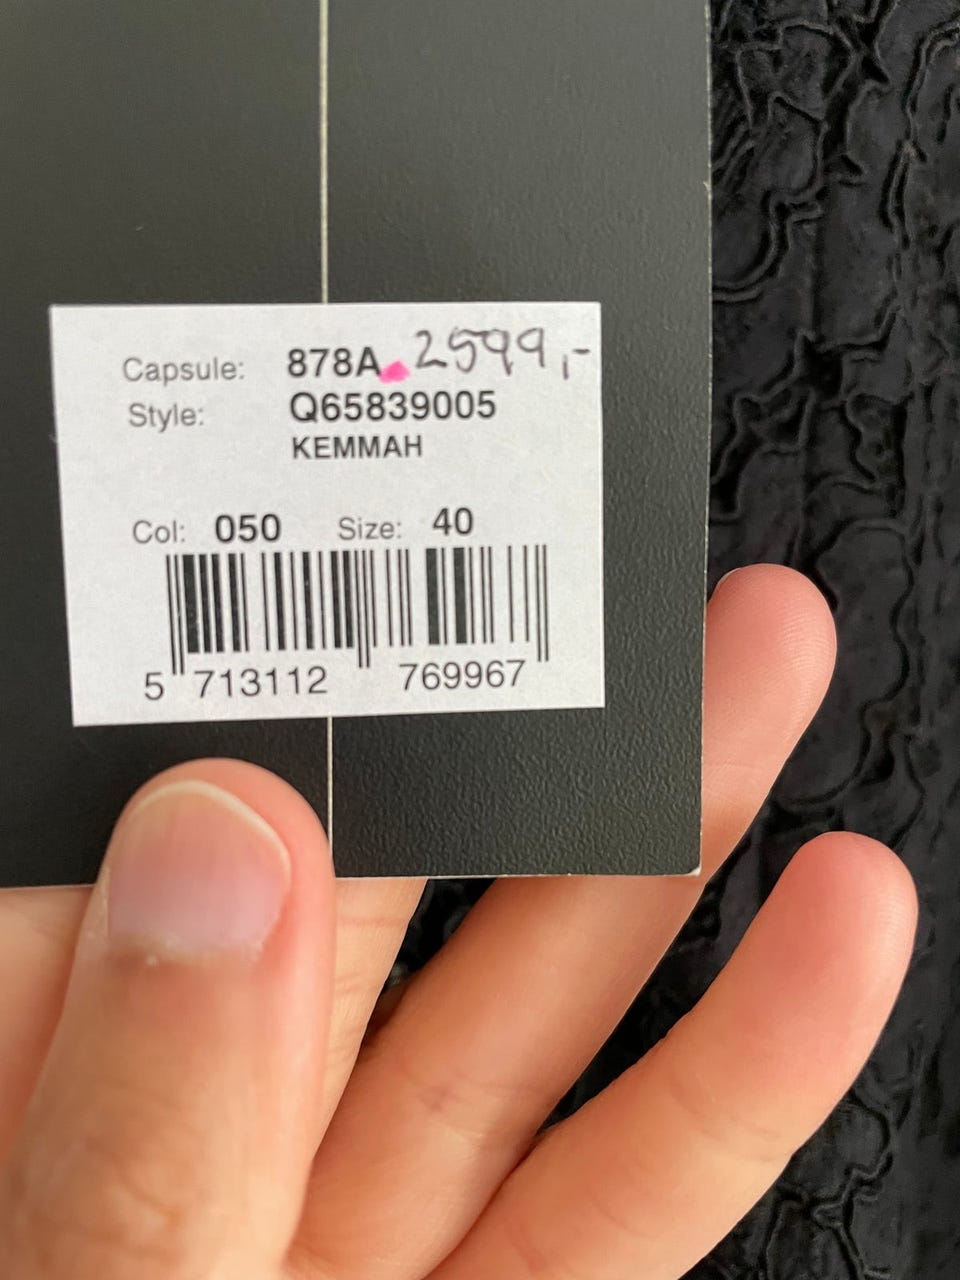 Capsule: 878A 2599,-
Style: Q65839005
KEMMAH
Col: 050 Size: 40
5 713112 769967